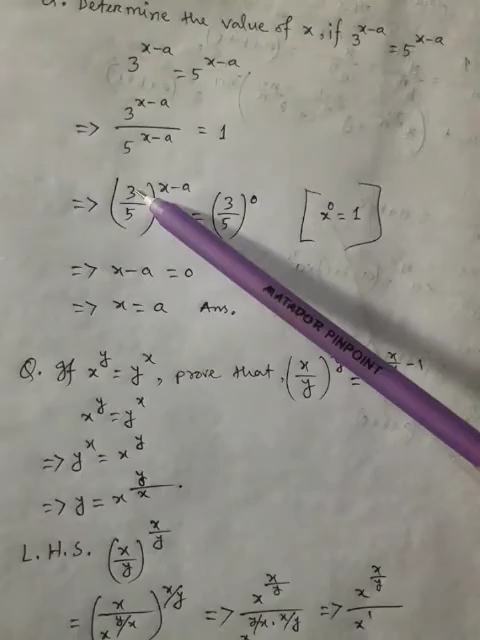 Q. Determine the value of x, if 3^(x-a) = 5^(x-a)
3^(x-a) = 5^(x-a)
=> 3^(x-a) / 5^(x-a) = 1
=> (3/5)^(x-a) = (3/5)^0 [x^0 = 1]
=> x-a = 0
=> x = a Ans.
MATADOR PINPOINT
Q. If x^y = y^x, prove that, (x/y)^(x/y) = x^(x/y - 1)
x^y = y^x
=> y^x = x^y
=> y = x^(y/x).
L.H.S. (x/y)^(x/y)
= (x / x^(y/x))^(x/y) => x^(x/y) / x^(y/x · x/y) => x^(x/y) / x^1